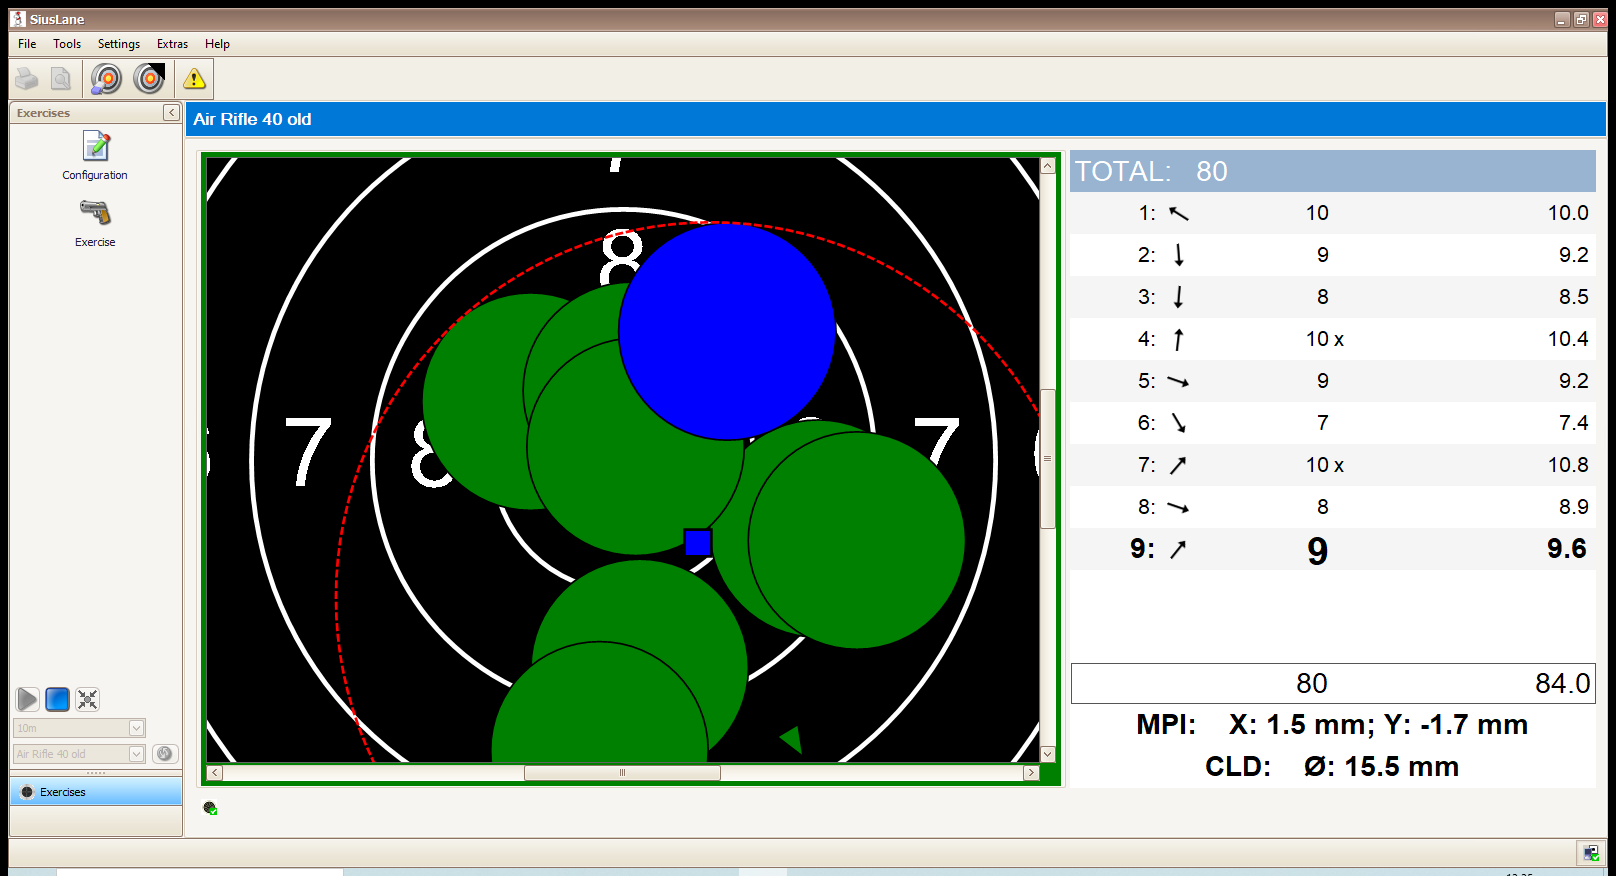 SiusLane
File Tools Settings Extras Help
Exercises
Configuration
Exercise
10m
Air Rifle 40 old
Exercises
Air Rifle 40 old
8
7 8 7
TOTAL: 80
1: 10 10.0
2: 9 9.2
3: 8 8.5
4: 10 x 10.4
5: 9 9.2
6: 7 7.4
7: 10 x 10.8
8: 8 8.9
9: 9 9.6
80 84.0
MPI: X: 1.5 mm; Y: -1.7 mm
CLD: Ø: 15.5 mm